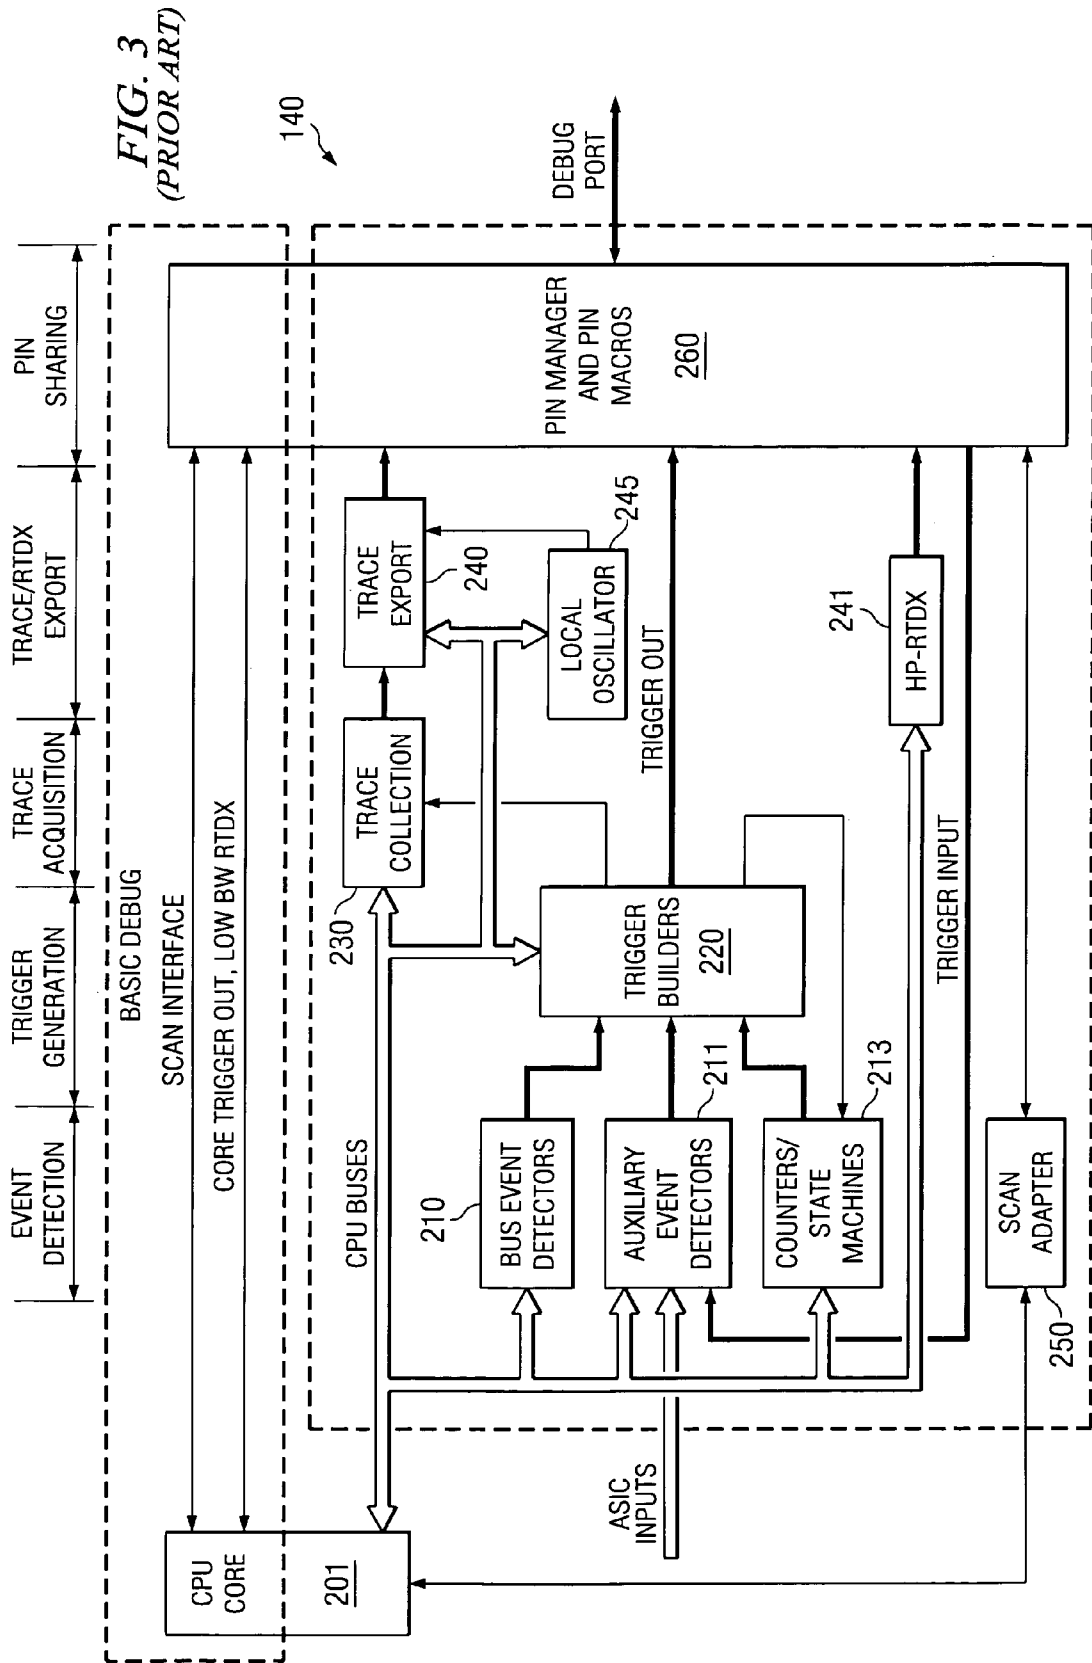 FIG. 3
(PRIOR ART)
EVENT
DETECTION
TRIGGER
GENERATION
TRACE
ACQUISITION
TRACE/RTDX
EXPORT
PIN
SHARING
140
BASIC DEBUG
SCAN INTERFACE
CORE TRIGGER OUT, LOW BW RTDX
CPU
CORE
201
CPU BUSES
230
TRACE
COLLECTION
TRACE
EXPORT
240
LOCAL
OSCILLATOR
245
210
BUS EVENT
DETECTORS
AUXILIARY
EVENT
DETECTORS
211
COUNTERS/
STATE
MACHINES
213
TRIGGER
BUILDERS
220
TRIGGER OUT
ASIC
INPUTS
241
HP-RTDX
TRIGGER INPUT
SCAN
ADAPTER
250
PIN MANAGER
AND PIN
MACROS
260
DEBUG
PORT